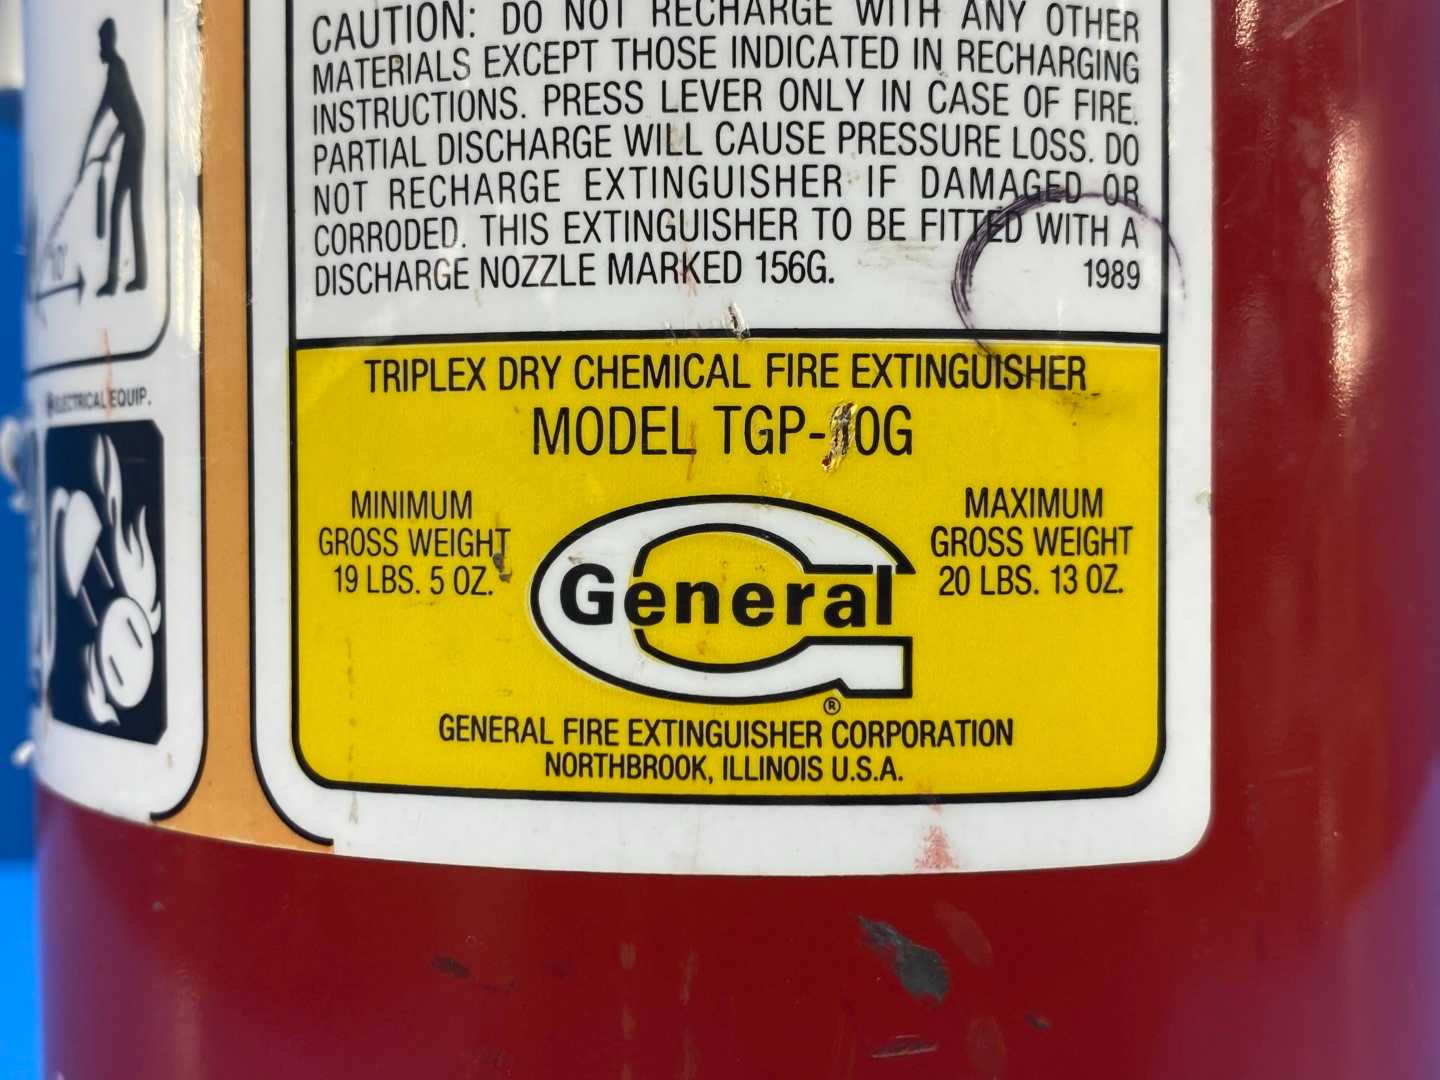 CAUTION: DO NOT RECHARGE WITH ANY OTHER
MATERIALS EXCEPT THOSE INDICATED IN RECHARGING
INSTRUCTIONS. PRESS LEVER ONLY IN CASE OF FIRE.
PARTIAL DISCHARGE WILL CAUSE PRESSURE LOSS. DO
NOT RECHARGE EXTINGUISHER IF DAMAGED OR
CORRODED. THIS EXTINGUISHER TO BE FITTED WITH A
DISCHARGE NOZZLE MARKED 156G.
1989
10'
ELECTRICAL EQUIP.
TRIPLEX DRY CHEMICAL FIRE EXTINGUISHER
MODEL TGP-10G
MINIMUM
GROSS WEIGHT
19 LBS. 5 OZ.
General
®
MAXIMUM
GROSS WEIGHT
20 LBS. 13 OZ.
GENERAL FIRE EXTINGUISHER CORPORATION
NORTHBROOK, ILLINOIS U.S.A.